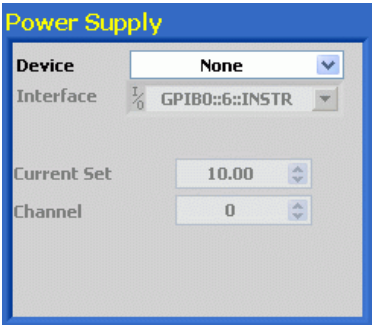 Power Supply
Device None
Interface I/O GPIB0::6::INSTR
Current Set 10.00
Channel 0